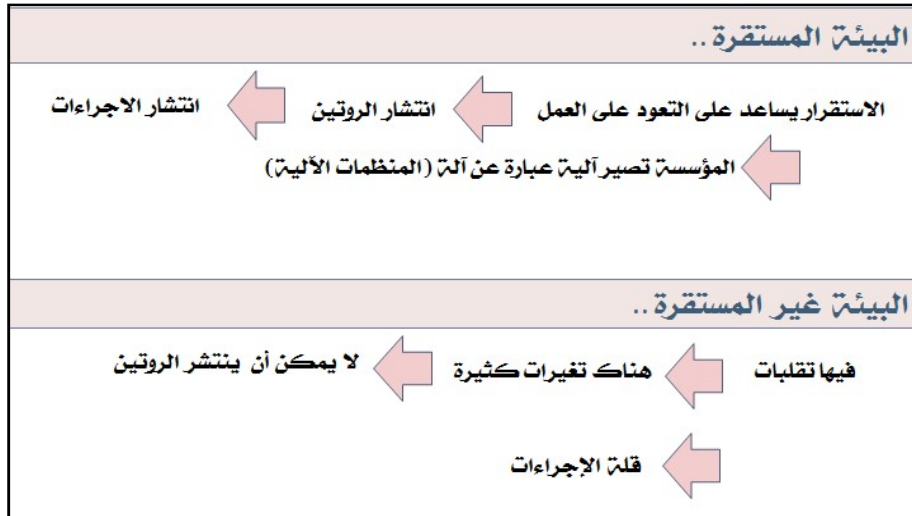 البيئة المستقرة ..
الاستقرار يساعد على التعود على العمل انتشار الروتين انتشار الاجراءات
المؤسسة تصير آلية عبارة عن آلة (المنظمات الآلية)
البيئة غير المستقرة ..
فيها تقلبات هناك تغيرات كثيرة لا يمكن أن ينتشر الروتين
قلة الإجراءات